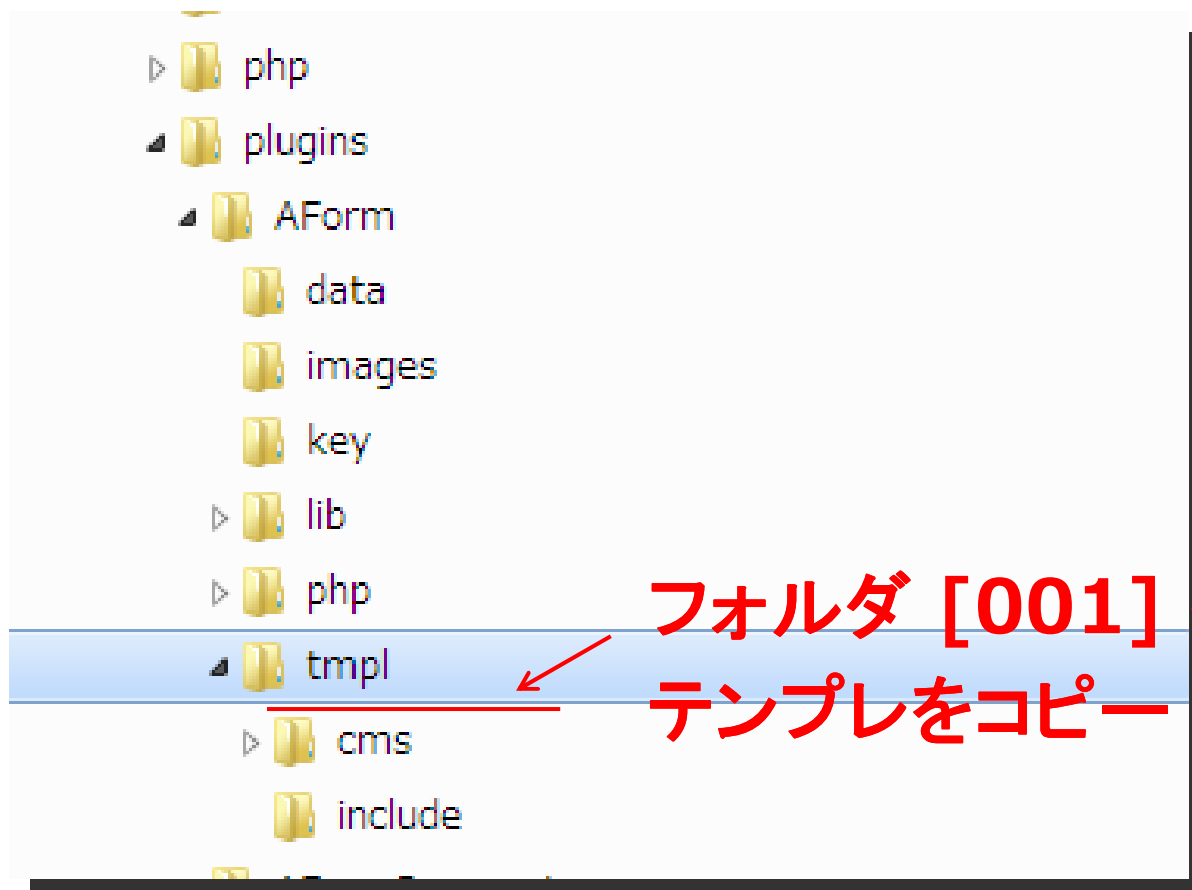 php
plugins
AForm
data
images
key
lib
php
フォルダ [001]
tmpl
テンプレをコピー
cms
include